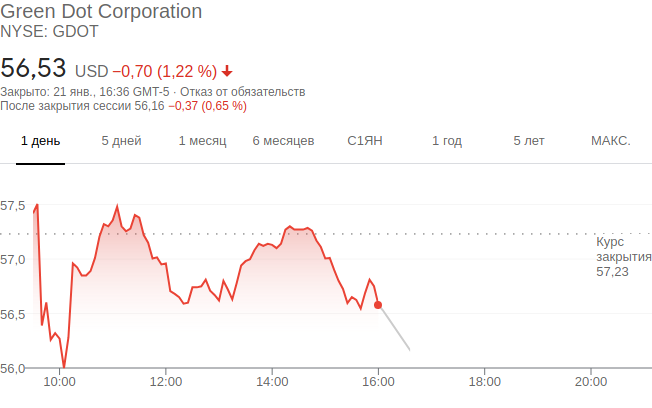 Green Dot Corporation
NYSE: GDOT
56,53 USD −0,70 (1,22 %)
Закрыто: 21 янв., 16:36 GMT-5 · Отказ от обязательств
После закрытия сессии 56,16 −0,37 (0,65 %)
1 день 5 дней 1 месяц 6 месяцев С1ЯН 1 год 5 лет МАКС.
57,5
57,0
56,5
56,0
Курс
закрытия
57,23
10:00 12:00 14:00 16:00 18:00 20:00